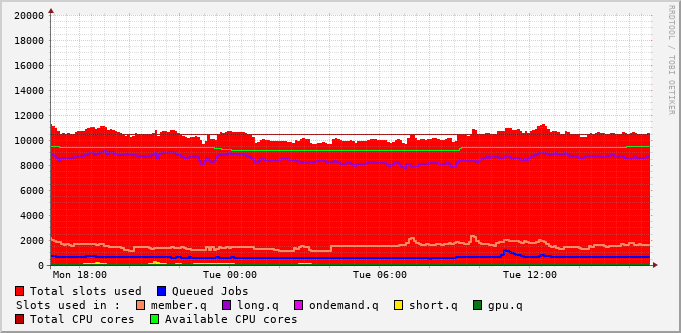 20000
18000
16000
14000
12000
10000
8000
6000
4000
2000
0
Mon 18:00 Tue 00:00 Tue 06:00 Tue 12:00
RRDTOOL / TOBI OETIKER
Total slots used Queued Jobs
Slots used in : member.q long.q ondemand.q short.q gpu.q
Total CPU cores Available CPU cores